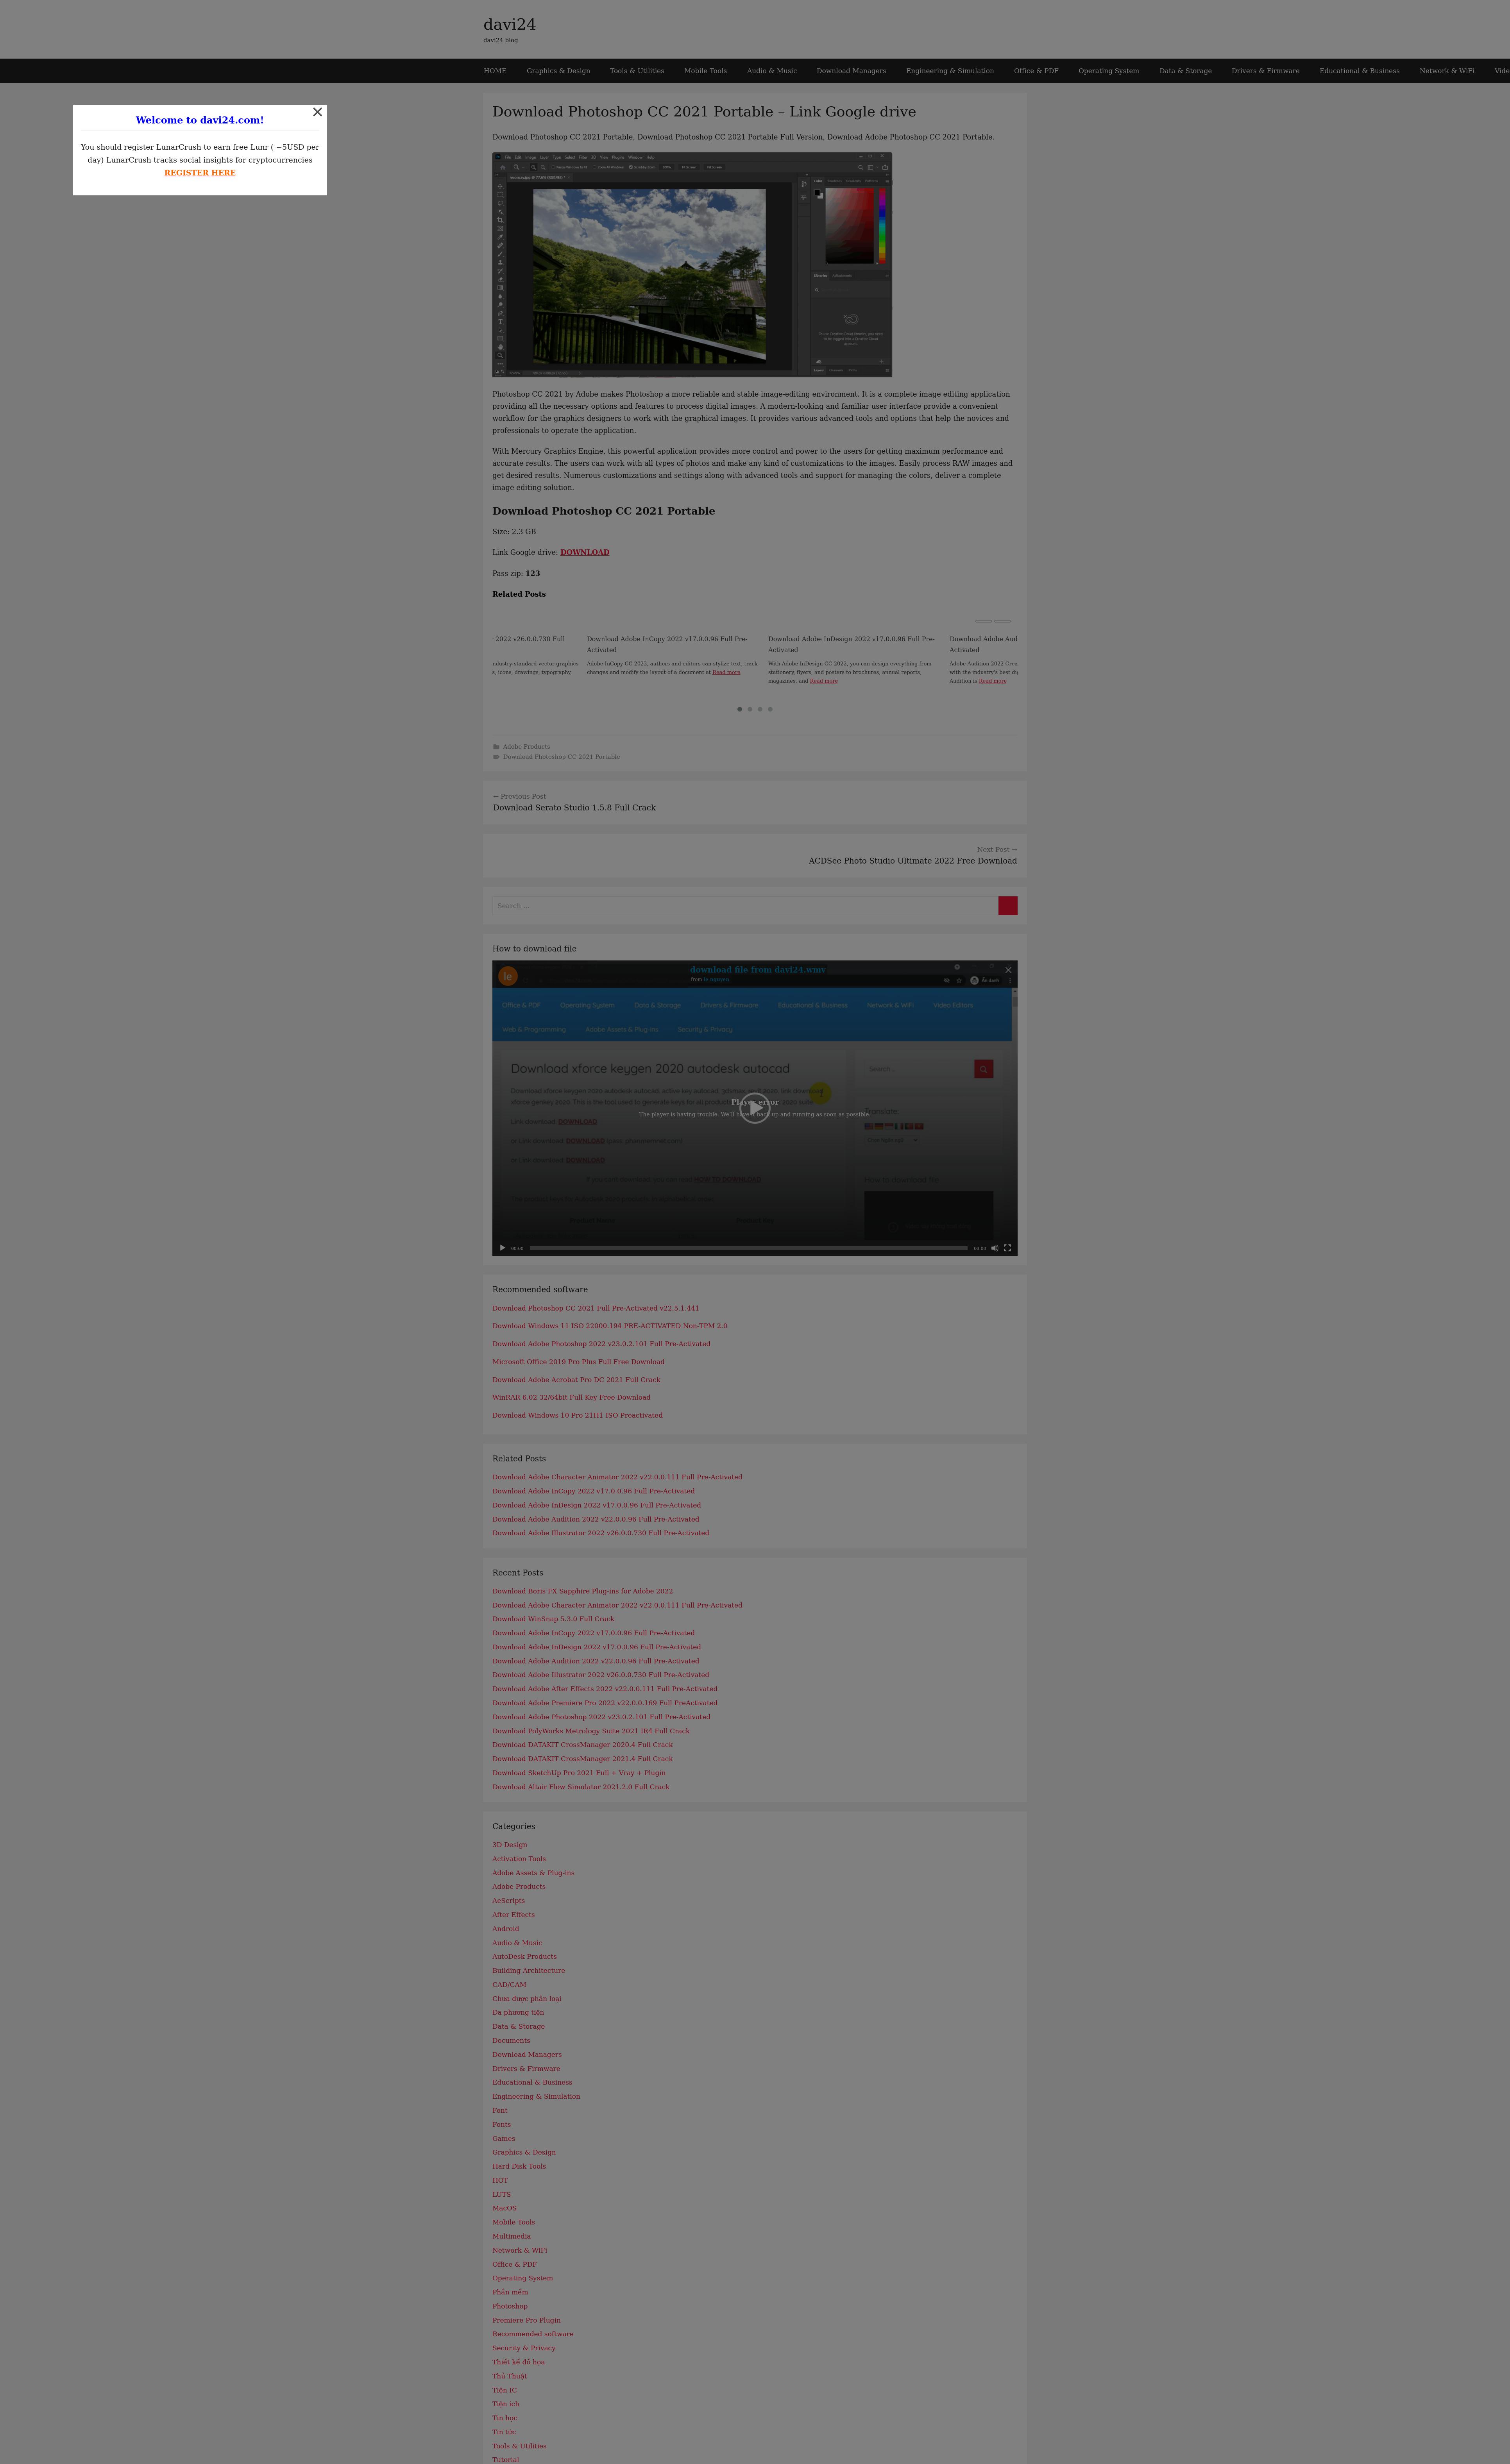 davi24
davi24 blog
HOME Graphics & Design Tools & Utilities Mobile Tools Audio & Music Download Managers Engineering & Simulation Office & PDF Operating System Data & Storage Drivers & Firmware Educational & Business Network & WiFi Vide
Welcome to davi24.com!
You should register LunarCrush to earn free Lunr ( ~5USD per
day) LunarCrush tracks social insights for cryptocurrencies
REGISTER HERE
Download Photoshop CC 2021 Portable – Link Google drive
Download Photoshop CC 2021 Portable, Download Photoshop CC 2021 Portable Full Version, Download Adobe Photoshop CC 2021 Portable.
Photoshop CC 2021 by Adobe makes Photoshop a more reliable and stable image-editing environment. It is a complete image editing application
providing all the necessary options and features to process digital images. A modern-looking and familiar user interface provide a convenient
workflow for the graphics designers to work with the graphical images. It provides various advanced tools and options that help the novices and
professionals to operate the application.
With Mercury Graphics Engine, this powerful application provides more control and power to the users for getting maximum performance and
accurate results. The users can work with all types of photos and make any kind of customizations to the images. Easily process RAW images and
get desired results. Numerous customizations and settings along with advanced tools and support for managing the colors, deliver a complete
image editing solution.
Download Photoshop CC 2021 Portable
Size: 2.3 GB
Link Google drive: DOWNLOAD
Pass zip: 123
Related Posts
2022 v26.0.0.730 Full
industry-standard vector graphics
s, icons, drawings, typography,
Download Adobe InCopy 2022 v17.0.0.96 Full Pre-
Activated
Adobe InCopy CC 2022, authors and editors can stylize text, track
changes and modify the layout of a document at Read more
Download Adobe InDesign 2022 v17.0.0.96 Full Pre-
Activated
With Adobe InDesign CC 2022, you can design everything from
stationery, flyers, and posters to brochures, annual reports,
magazines, and Read more
Download Adobe Aud
Activated
Adobe Audition 2022 Crea
with the industry's best di
Audition is Read more
Adobe Products
Download Photoshop CC 2021 Portable
← Previous Post
Download Serato Studio 1.5.8 Full Crack
Next Post →
ACDSee Photo Studio Ultimate 2022 Free Download
Search …
How to download file
download file from davi24.wmv
from le nguyen
Office & PDF Operating System Data & Storage Drivers & Firmware Educational & Business Network & WiFi Video Editors
Web & Programming Adobe Assets & Plug-ins Security & Privacy
Download xforce keygen 2020 autodesk autocad
Search...
Player error
The player is having trouble. We'll have it back up and running as soon as possible.
00:00 00:00
Recommended software
Download Photoshop CC 2021 Full Pre-Activated v22.5.1.441
Download Windows 11 ISO 22000.194 PRE-ACTIVATED Non-TPM 2.0
Download Adobe Photoshop 2022 v23.0.2.101 Full Pre-Activated
Microsoft Office 2019 Pro Plus Full Free Download
Download Adobe Acrobat Pro DC 2021 Full Crack
WinRAR 6.02 32/64bit Full Key Free Download
Download Windows 10 Pro 21H1 ISO Preactivated
Related Posts
Download Adobe Character Animator 2022 v22.0.0.111 Full Pre-Activated
Download Adobe InCopy 2022 v17.0.0.96 Full Pre-Activated
Download Adobe InDesign 2022 v17.0.0.96 Full Pre-Activated
Download Adobe Audition 2022 v22.0.0.96 Full Pre-Activated
Download Adobe Illustrator 2022 v26.0.0.730 Full Pre-Activated
Recent Posts
Download Boris FX Sapphire Plug-ins for Adobe 2022
Download Adobe Character Animator 2022 v22.0.0.111 Full Pre-Activated
Download WinSnap 5.3.0 Full Crack
Download Adobe InCopy 2022 v17.0.0.96 Full Pre-Activated
Download Adobe InDesign 2022 v17.0.0.96 Full Pre-Activated
Download Adobe Audition 2022 v22.0.0.96 Full Pre-Activated
Download Adobe Illustrator 2022 v26.0.0.730 Full Pre-Activated
Download Adobe After Effects 2022 v22.0.0.111 Full Pre-Activated
Download Adobe Premiere Pro 2022 v22.0.0.169 Full PreActivated
Download Adobe Photoshop 2022 v23.0.2.101 Full Pre-Activated
Download PolyWorks Metrology Suite 2021 IR4 Full Crack
Download DATAKIT CrossManager 2020.4 Full Crack
Download DATAKIT CrossManager 2021.4 Full Crack
Download SketchUp Pro 2021 Full + Vray + Plugin
Download Altair Flow Simulator 2021.2.0 Full Crack
Categories
3D Design
Activation Tools
Adobe Assets & Plug-ins
Adobe Products
AeScripts
After Effects
Android
Audio & Music
AutoDesk Products
Building Architecture
CAD/CAM
Chưa được phân loại
Đa phương tiện
Data & Storage
Documents
Download Managers
Drivers & Firmware
Educational & Business
Engineering & Simulation
Font
Fonts
Games
Graphics & Design
Hard Disk Tools
HOT
LUTS
MacOS
Mobile Tools
Multimedia
Network & WiFi
Office & PDF
Operating System
Phần mềm
Photoshop
Premiere Pro Plugin
Recommended software
Security & Privacy
Thiết kế đồ họa
Thủ Thuật
Tiện IC
Tiện ích
Tin học
Tin tức
Tools & Utilities
Tutorial